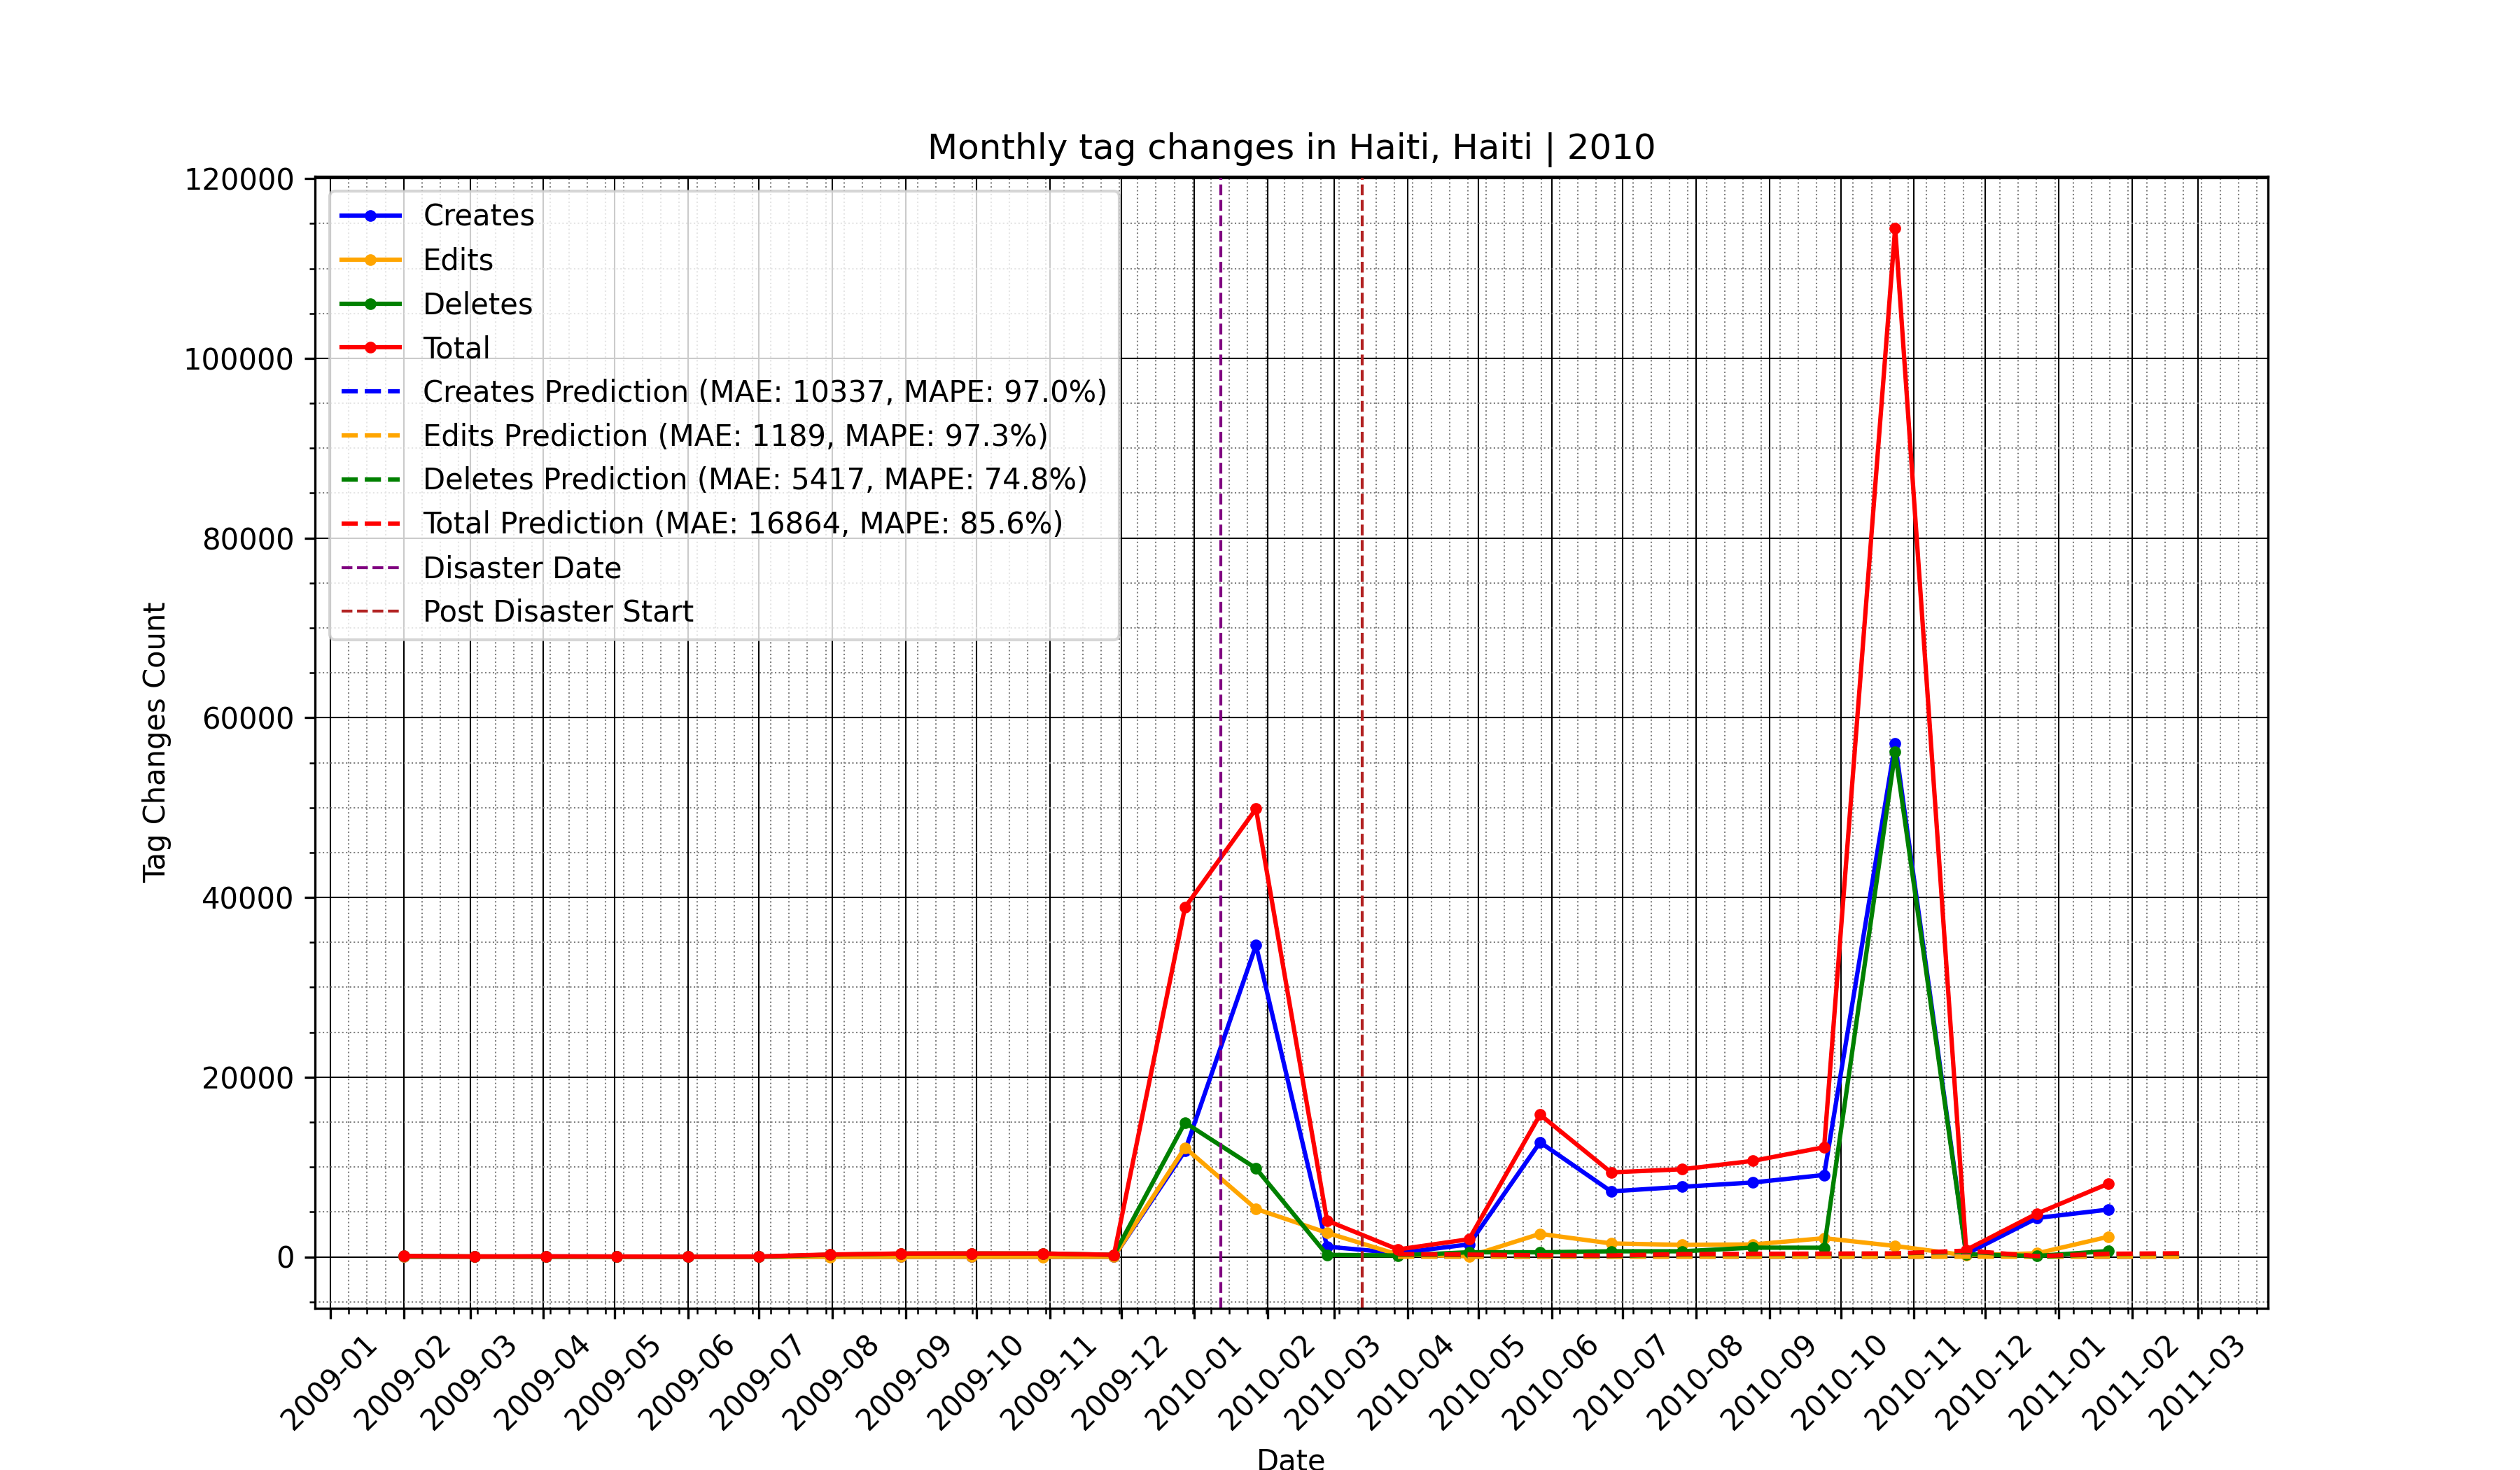 Monthly tag changes in Haiti, Haiti | 2010
120000
100000
80000
60000
40000
20000
0
Tag Changes Count
Creates
Edits
Deletes
Total
Creates Prediction (MAE: 10337, MAPE: 97.0%)
Edits Prediction (MAE: 1189, MAPE: 97.3%)
Deletes Prediction (MAE: 5417, MAPE: 74.8%)
Total Prediction (MAE: 16864, MAPE: 85.6%)
Disaster Date
Post Disaster Start
2009-01
2009-02
2009-03
2009-04
2009-05
2009-06
2009-07
2009-08
2009-09
2009-10
2009-11
2009-12
2010-01
2010-02
2010-03
2010-04
2010-05
2010-06
2010-07
2010-08
2010-09
2010-10
2010-11
2010-12
2011-01
2011-02
2011-03
Date